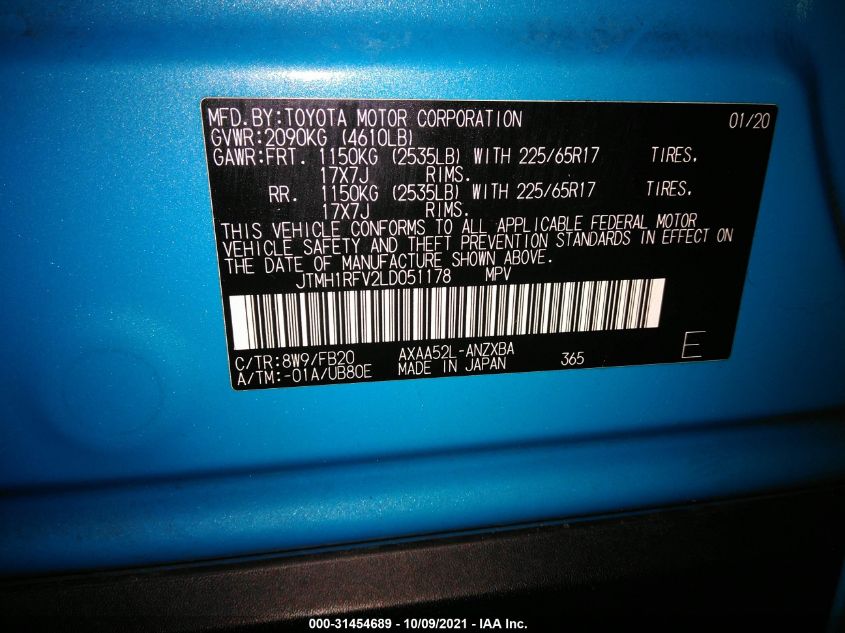 MFD.BY:TOYOTA MOTOR CORPORATION 01/20
GVWR:2090KG (4610LB)
GAWR:FRT. 1150KG (2535LB) WITH 225/65R17 TIRES.
17X7J RIMS.
RR. 1150KG (2535LB) WITH 225/65R17 TIRES.
17X7J RIMS.
THIS VEHICLE CONFORMS TO ALL APPLICABLE FEDERAL MOTOR
VEHICLE SAFETY AND THEFT PREVENTION STANDARDS IN EFFECT ON
THE DATE OF MANUFACTURE SHOWN ABOVE.
JTMH1RFV2LD051178 MPV
C/TR:8W9/FB20 AXAA52L-ANZXBA 365 E
A/TM:-01A/UB80E MADE IN JAPAN
000-31454689 - 10/09/2021 - IAA Inc.